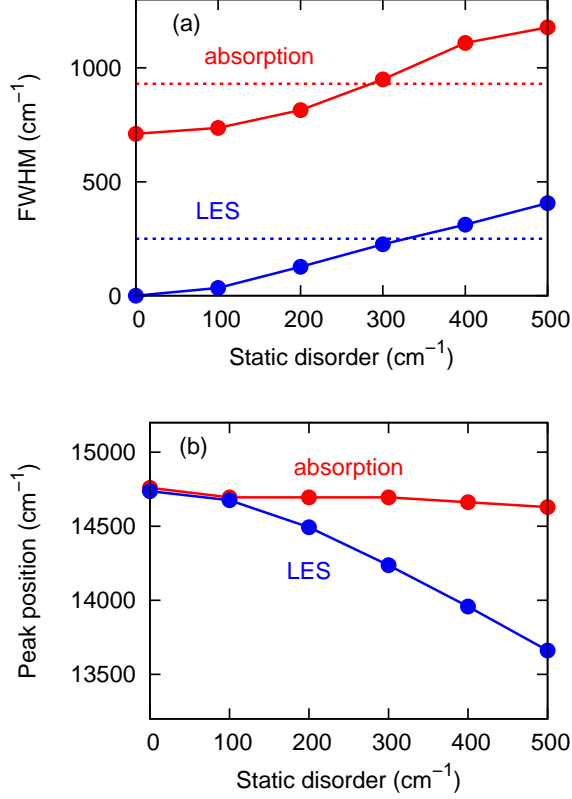 (a)
absorption
LES
FWHM (cm⁻¹)
1000
500
0
0 100 200 300 400 500
Static disorder (cm⁻¹)
(b)
absorption
LES
Peak position (cm⁻¹)
15000
14500
14000
13500
0 100 200 300 400 500
Static disorder (cm⁻¹)